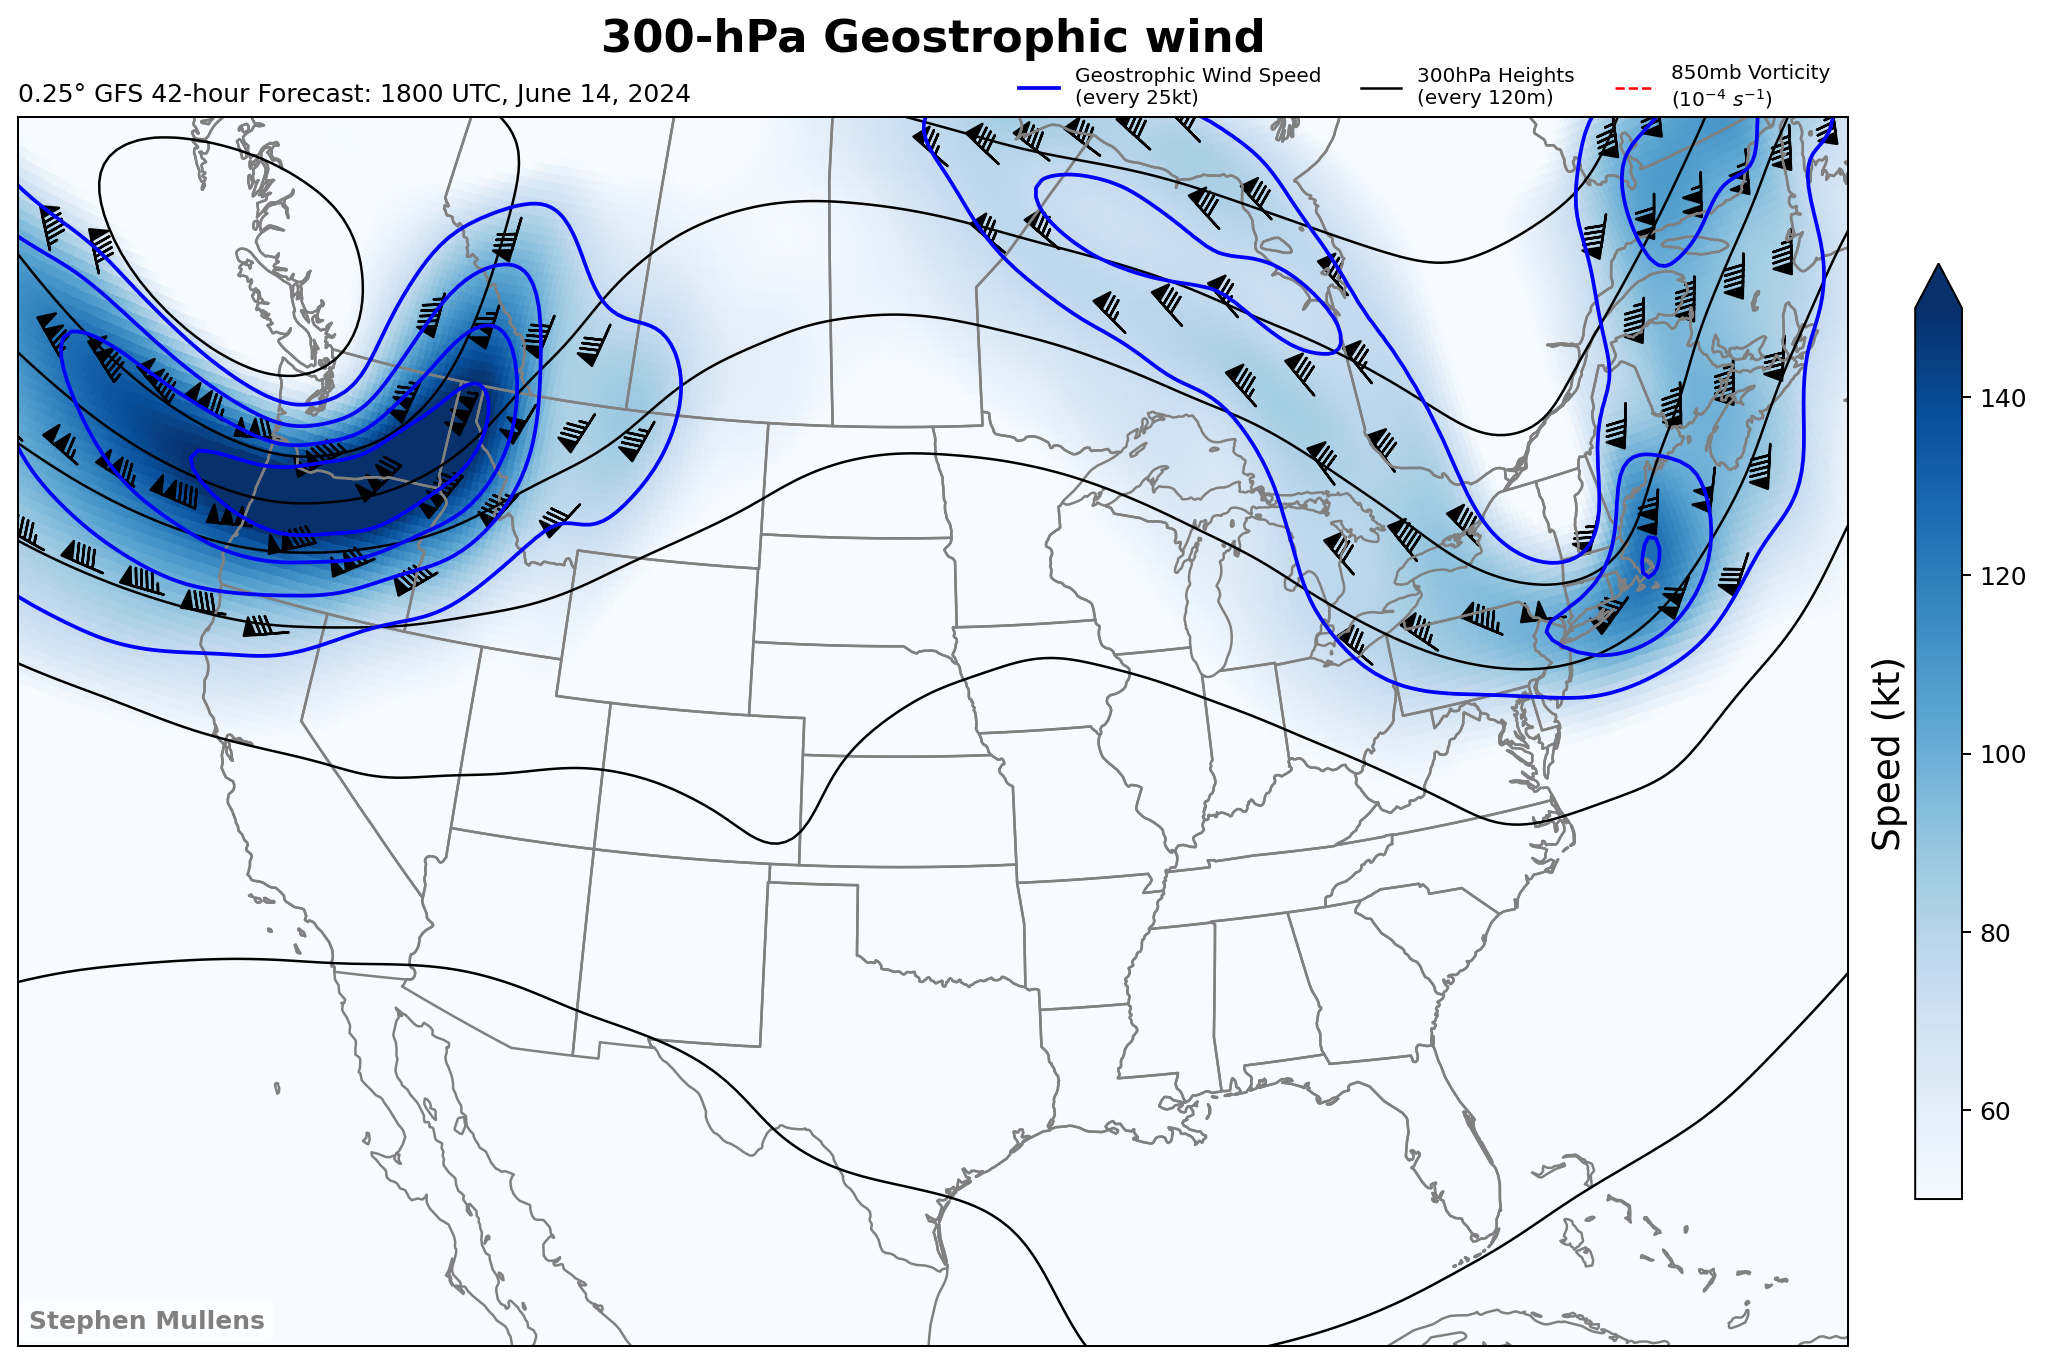 300-hPa Geostrophic wind
0.25° GFS 42-hour Forecast: 1800 UTC, June 14, 2024
Geostrophic Wind Speed
(every 25kt)
300hPa Heights
(every 120m)
850mb Vorticity
(10⁻⁴ s⁻¹)
140
120
100
80
60
Speed (kt)
Stephen Mullens